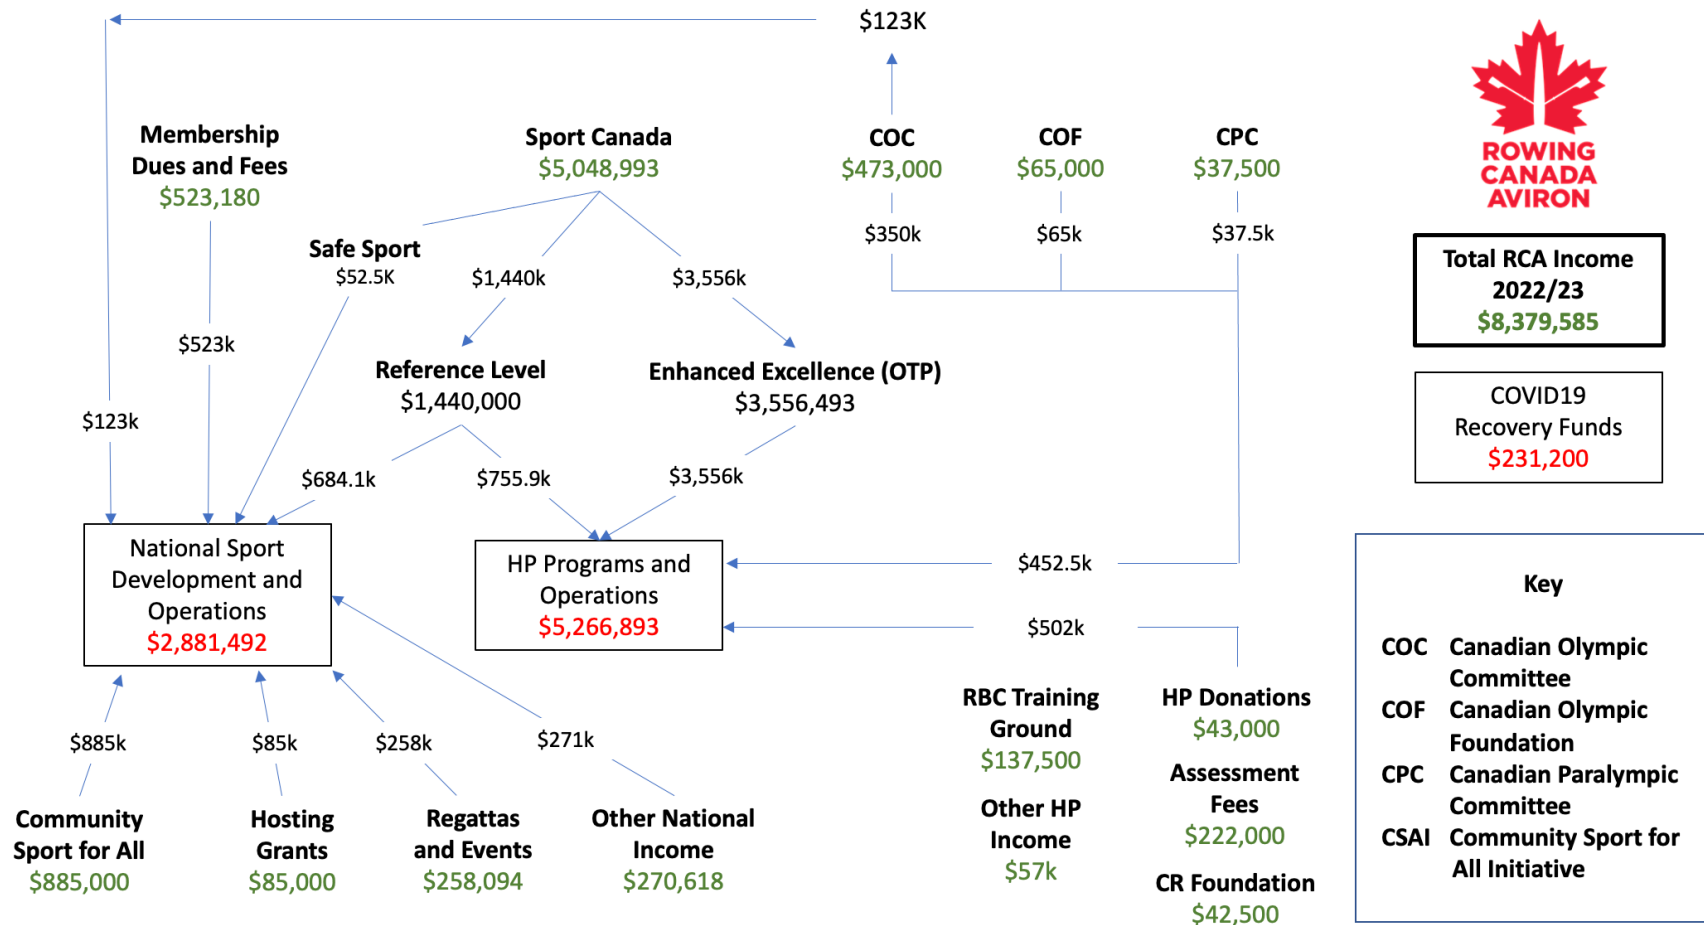 $123K
Membership
Dues and Fees
$523,180
Sport Canada
$5,048,993
COC
$473,000
COF
$65,000
CPC
$37,500
ROWING
CANADA
AVIRON
Safe Sport
$52.5K
$1,440k
$3,556k
$350k
$65k
$37.5k
Total RCA Income
2022/23
$8,379,585
$523k
Reference Level
$1,440,000
Enhanced Excellence (OTP)
$3,556,493
COVID19
Recovery Funds
$231,200
$123k
$684.1k
$755.9k
$3,556k
National Sport
Development and
Operations
$2,881,492
HP Programs and
Operations
$5,266,893
$452.5k
$502k
$885k
$85k
$258k
$271k
Community
Sport for All
$885,000
Hosting
Grants
$85,000
Regattas
and Events
$258,094
Other National
Income
$270,618
RBC Training
Ground
$137,500
Other HP
Income
$57k
HP Donations
$43,000
Assessment
Fees
$222,000
CR Foundation
$42,500
Key
COC Canadian Olympic
Committee
COF Canadian Olympic
Foundation
CPC Canadian Paralympic
Committee
CSAI Community Sport for
All Initiative